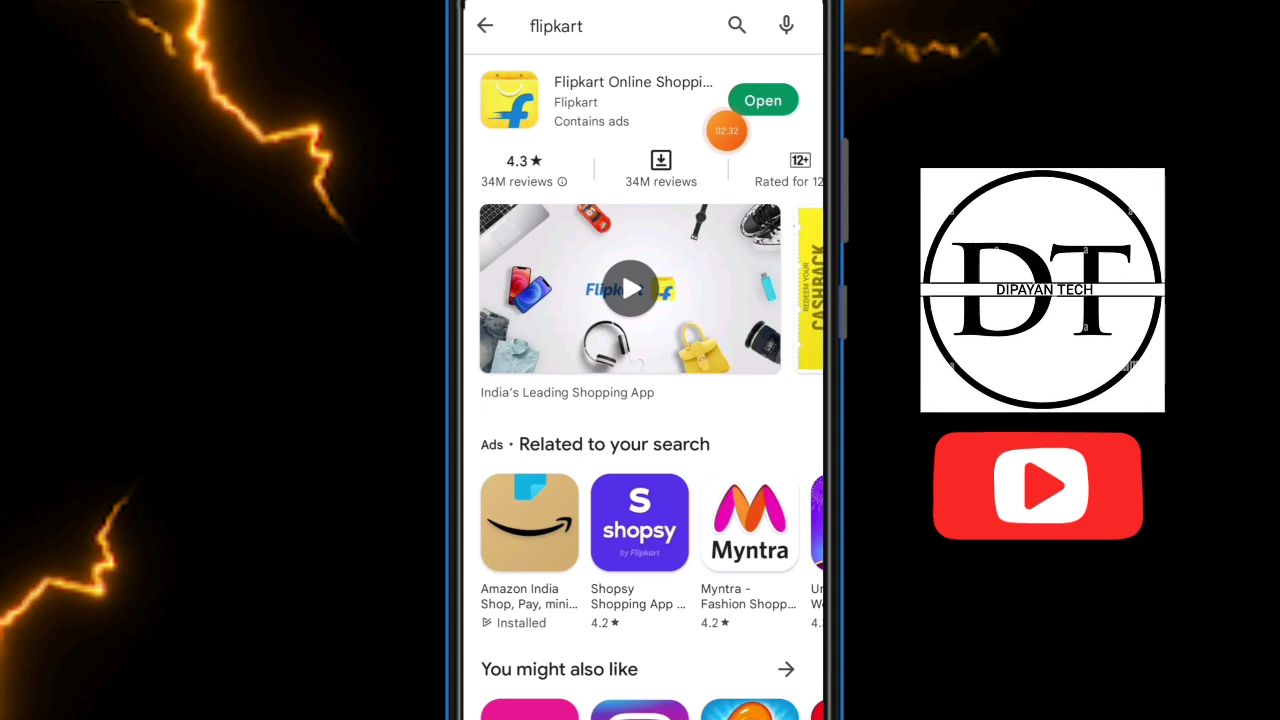 flipkart
Flipkart Online Shoppi...
Flipkart
Contains ads
Open
02:32
4.3★
34M reviews
34M reviews
12+
Rated for 12
Flipkart
REDEEM YOUR
CASHBACK
India's Leading Shopping App
Ads • Related to your search
S
shopsy
by Flipkart
Myntra
Amazon India
Shop, Pay, mini...
Installed
Shopsy
Shopping App ...
4.2★
Myntra -
Fashion Shopp...
4.2★
You might also like
DT
DIPAYAN TECH